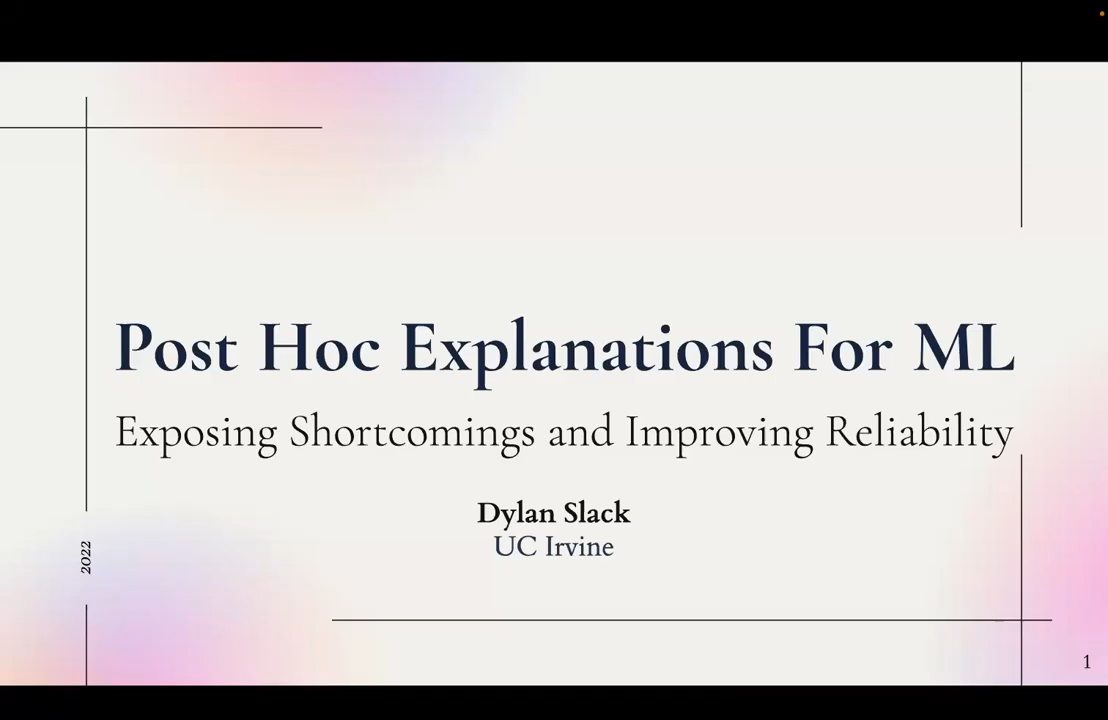 Post Hoc Explanations For ML
Exposing Shortcomings and Improving Reliability
Dylan Slack
UC Irvine
2022
1